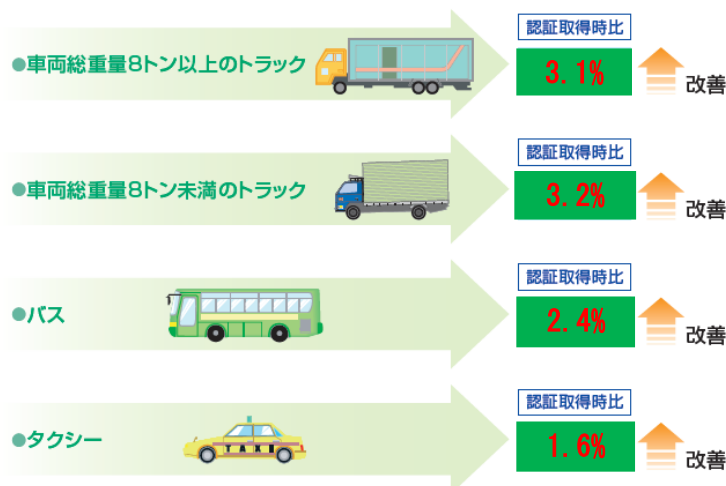 認証取得時比
●車両総重量8トン以上のトラック
3.1%
改善
認証取得時比
●車両総重量8トン未満のトラック
3.2%
改善
認証取得時比
●バス
2.4%
改善
認証取得時比
●タクシー
TAXI
1.6%
改善